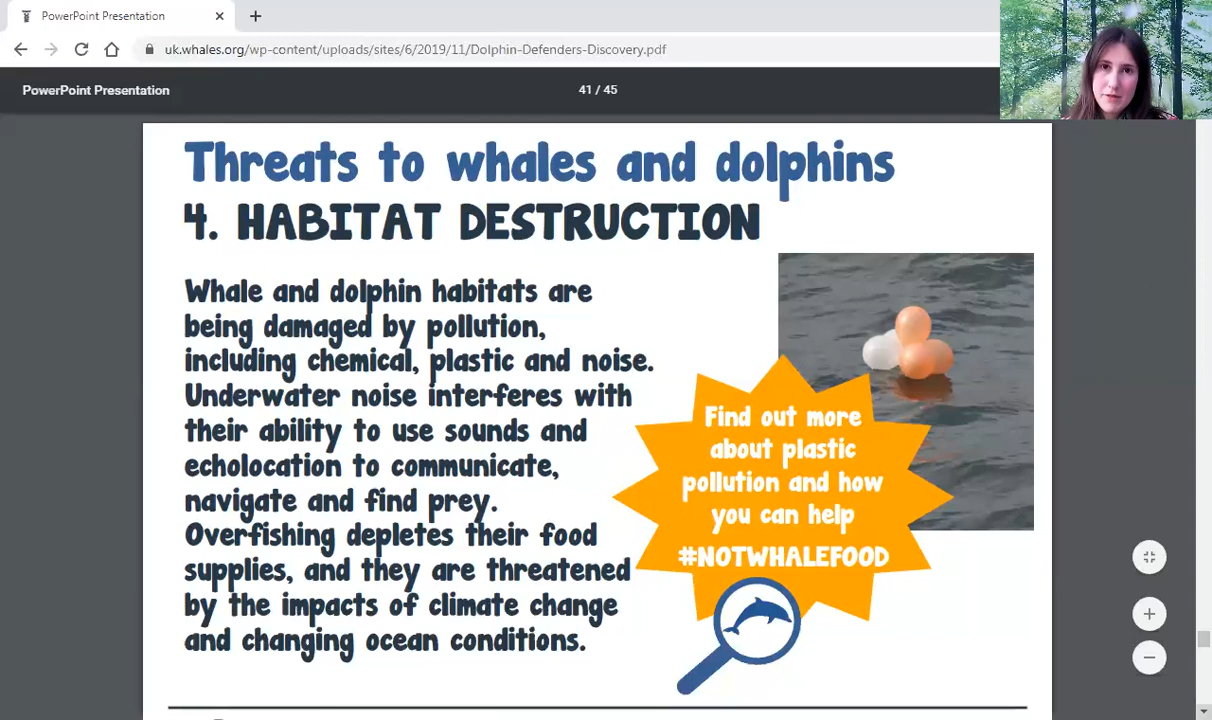 PowerPoint Presentation
uk.whales.org/wp-content/uploads/sites/6/2019/11/Dolphin-Defenders-Discovery.pdf
PowerPoint Presentation
41 / 45
Threats to whales and dolphins
4. HABITAT DESTRUCTION
Whale and dolphin habitats are
being damaged by pollution,
including chemical, plastic and noise.
Underwater noise interferes with
their ability to use sounds and
echolocation to communicate,
navigate and find prey.
Overfishing depletes their food
supplies, and they are threatened
by the impacts of climate change
and changing ocean conditions.
Find out more
about plastic
pollution and how
you can help
#NOTWHALEFOOD